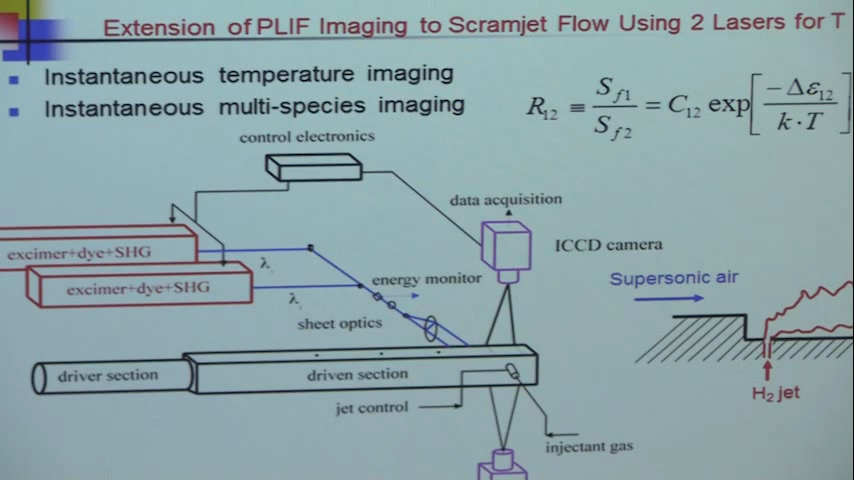 Extension of PLIF Imaging to Scramjet Flow Using 2 Lasers for T
Instantaneous temperature imaging
Instantaneous multi-species imaging
R12 ≡ Sf1 / Sf2 = C12 exp[ −Δε12 / k·T ]
control electronics
data acquisition
excimer+dye+SHG
λ
ICCD camera
excimer+dye+SHG
λ
energy monitor
Supersonic air
sheet optics
driver section
driven section
jet control
H2 jet
injectant gas